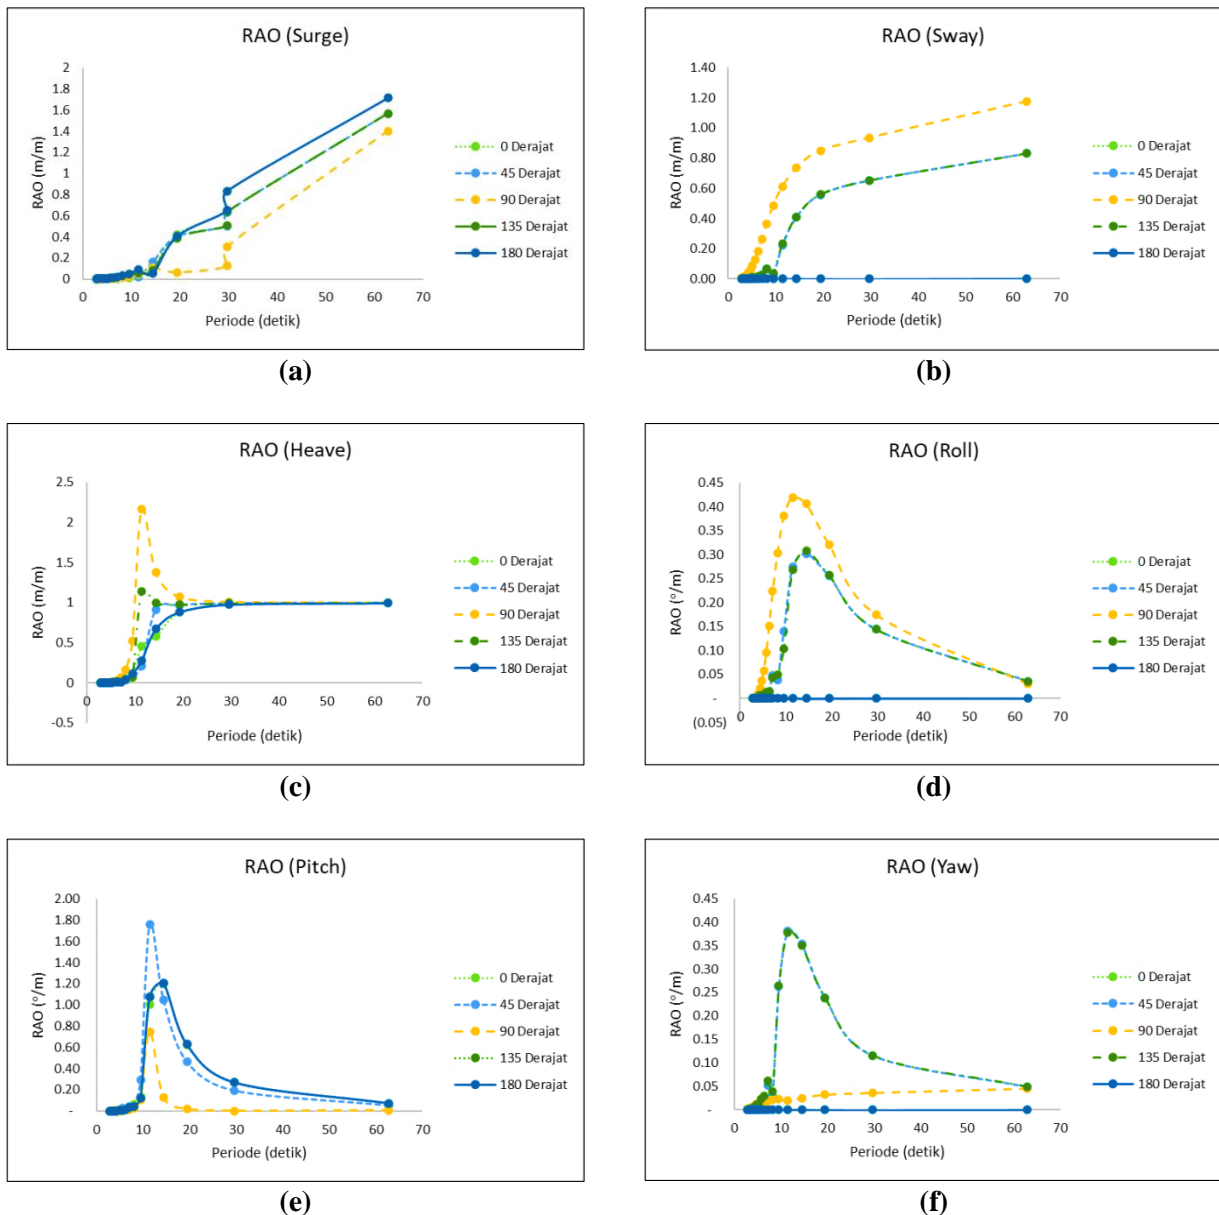 RAO (Surge)
2
1.8
1.6
1.4
1.2
1
0.8
0.6
0.4
0.2
0
RAO (m/m)
0 10 20 30 40 50 60 70
Periode (detik)
0 Derajat
45 Derajat
90 Derajat
135 Derajat
180 Derajat
(a)
RAO (Sway)
1.40
1.20
1.00
0.80
0.60
0.40
0.20
0.00
RAO (m/m)
0 10 20 30 40 50 60 70
Periode (detik)
0 Derajat
45 Derajat
90 Derajat
135 Derajat
180 Derajat
(b)
RAO (Heave)
2.5
2
1.5
1
0.5
0
-0.5
RAO (m/m)
0 10 20 30 40 50 60 70
Periode (detik)
0 Derajat
45 Derajat
90 Derajat
135 Derajat
180 Derajat
(c)
RAO (Roll)
0.45
0.40
0.35
0.30
0.25
0.20
0.15
0.10
0.05
-
(0.05)
RAO (°/m)
0 10 20 30 40 50 60 70
Periode (detik)
0 Derajat
45 Derajat
90 Derajat
135 Derajat
180 Derajat
(d)
RAO (Pitch)
2.00
1.80
1.60
1.40
1.20
1.00
0.80
0.60
0.40
0.20
-
RAO (°/m)
0 10 20 30 40 50 60 70
Periode (detik)
0 Derajat
45 Derajat
90 Derajat
135 Derajat
180 Derajat
(e)
RAO (Yaw)
0.45
0.40
0.35
0.30
0.25
0.20
0.15
0.10
0.05
-
RAO (°/m)
0 10 20 30 40 50 60 70
Periode (detik)
0 Derajat
45 Derajat
90 Derajat
135 Derajat
180 Derajat
(f)